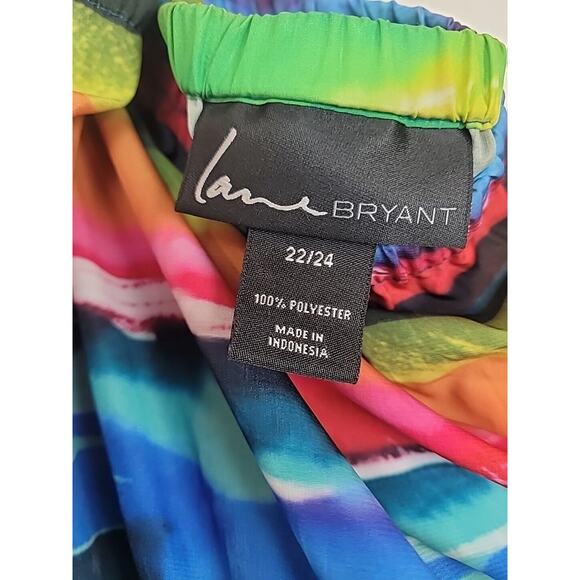 Lane BRYANT
22/24
100% POLYESTER
MADE IN
INDONESIA